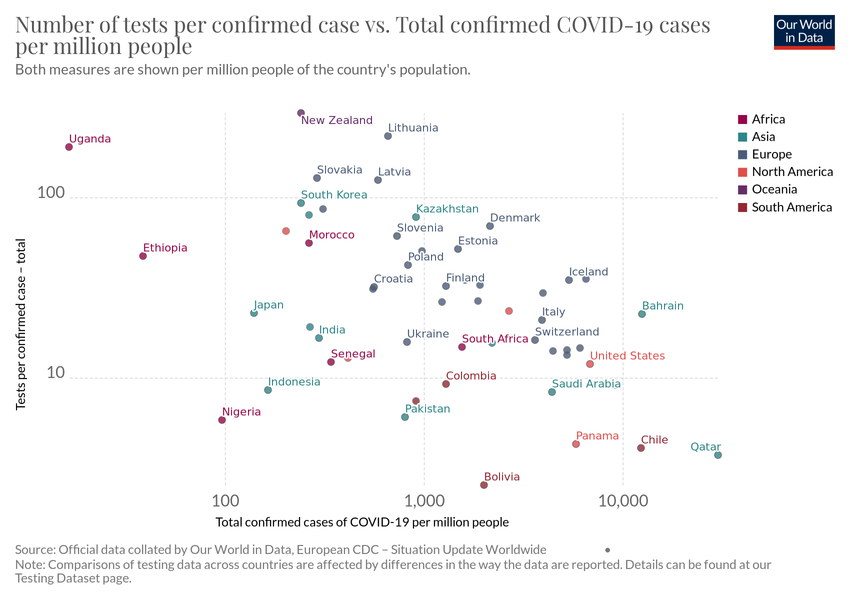 Number of tests per confirmed case vs. Total confirmed COVID-19 cases
per million people
Both measures are shown per million people of the country's population.
Our World
in Data
Africa
Asia
Europe
North America
Oceania
South America
New Zealand
Lithuania
Uganda
Slovakia
Latvia
100
South Korea
Kazakhstan
Denmark
Slovenia
Morocco
Estonia
Ethiopia
Poland
Croatia
Finland
Iceland
Japan
Bahrain
Italy
India
Ukraine
South Africa
Switzerland
Senegal
United States
10
Colombia
Indonesia
Saudi Arabia
Nigeria
Pakistan
Panama
Chile
Qatar
Bolivia
Tests per confirmed case – total
100
1,000
10,000
Total confirmed cases of COVID-19 per million people
Source: Official data collated by Our World in Data, European CDC – Situation Update Worldwide
Note: Comparisons of testing data across countries are affected by differences in the way the data are reported. Details can be found at our
Testing Dataset page.